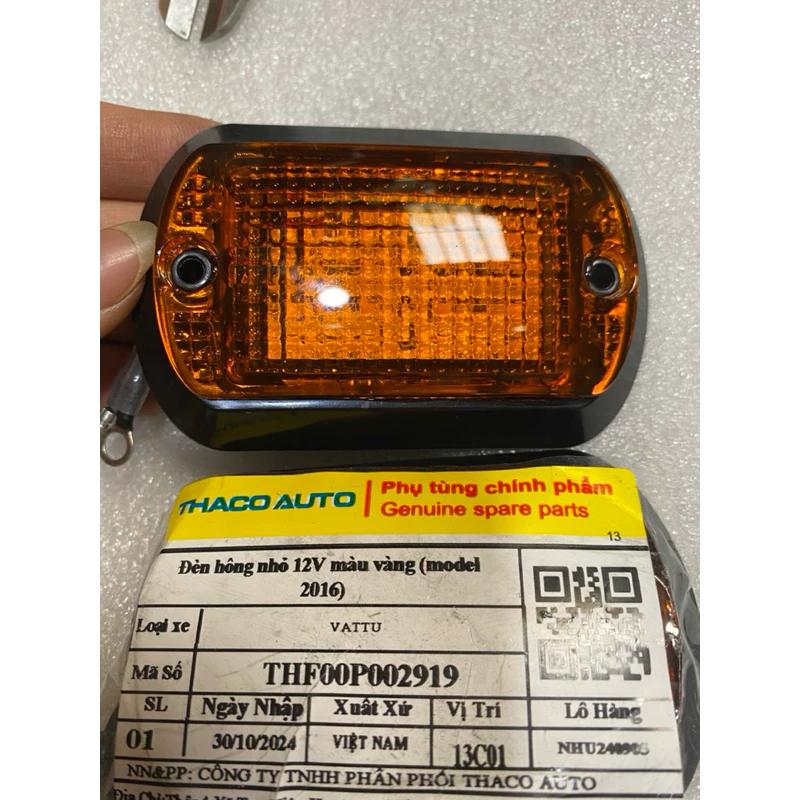 THACO AUTO
Phụ tùng chính phẩm
Genuine spare parts
13
Đèn hông nhỏ 12V màu vàng (model
2016)
Loại xe VATTU
Mã Số THF00P002919
SL Ngày Nhập Xuất Xứ Vị Trí Lô Hàng
01 30/10/2024 VIỆT NAM 13C01
NN&PP: CÔNG TY TNHH PHÂN PHỐI THACO AUTO
Địa Chỉ: